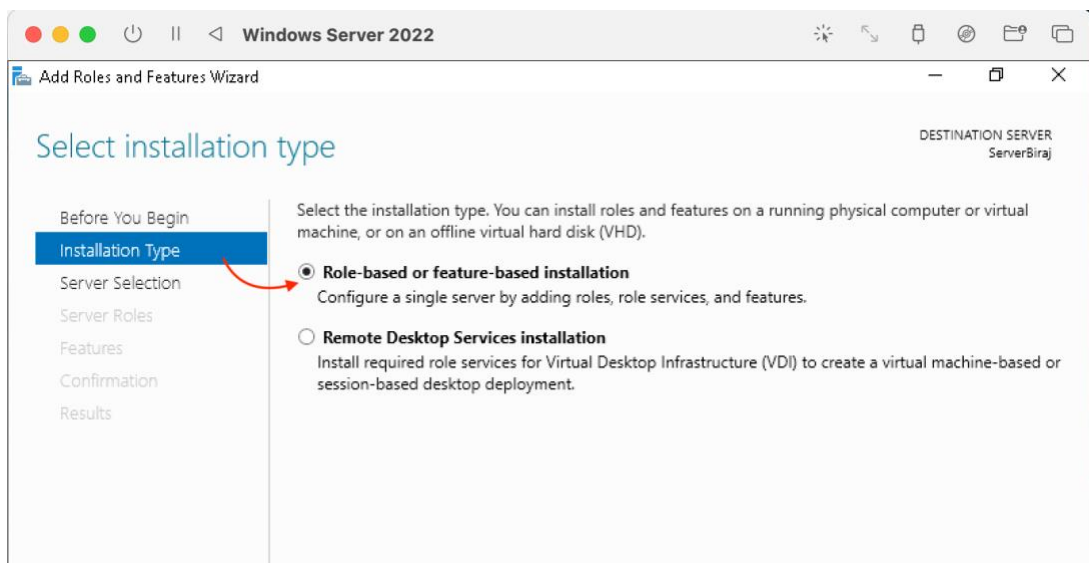 Windows Server 2022
Add Roles and Features Wizard
Select installation type
DESTINATION SERVER
ServerBiraj
Before You Begin
Installation Type
Server Selection
Server Roles
Features
Confirmation
Results
Select the installation type. You can install roles and features on a running physical computer or virtual
machine, or on an offline virtual hard disk (VHD).
Role-based or feature-based installation
Configure a single server by adding roles, role services, and features.
Remote Desktop Services installation
Install required role services for Virtual Desktop Infrastructure (VDI) to create a virtual machine-based or
session-based desktop deployment.